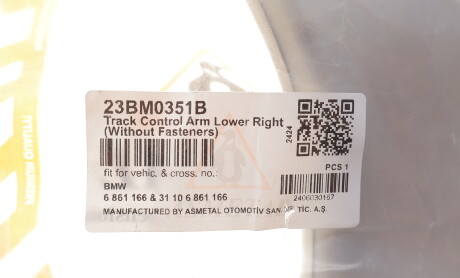 23BM0351B
Track Control Arm Lower Right
(Without Fasteners)
2424
fit for vehic. & cross. no.:
PCS 1
BMW
6 861 166 & 31 10 6 861 166
2406030167
MANUFACTURED BY ASMETAL OTOMOTİV SAN. VE TİC. A.Ş.